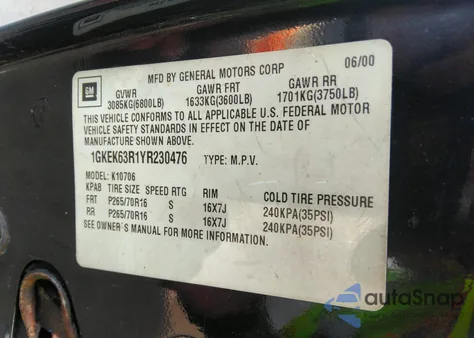 GM
MFD BY GENERAL MOTORS CORP 06/00
GVWR GAWR FRT GAWR RR
3085KG(6800LB) 1633KG(3600LB) 1701KG(3750LB)
THIS VEHICLE CONFORMS TO ALL APPLICABLE U.S. FEDERAL MOTOR
VEHICLE SAFETY STANDARDS IN EFFECT ON THE DATE OF
MANUFACTURE SHOWN ABOVE.
1GKEK63R1YR230476 TYPE: M.P.V.
MODEL: K10706
KPAB TIRE SIZE SPEED RTG RIM COLD TIRE PRESSURE
FRT P265/70R16 S 16X7J 240KPA(35PSI)
RR P265/70R16 S 16X7J 240KPA(35PSI)
SEE OWNER'S MANUAL FOR MORE INFORMATION.
autoSnap